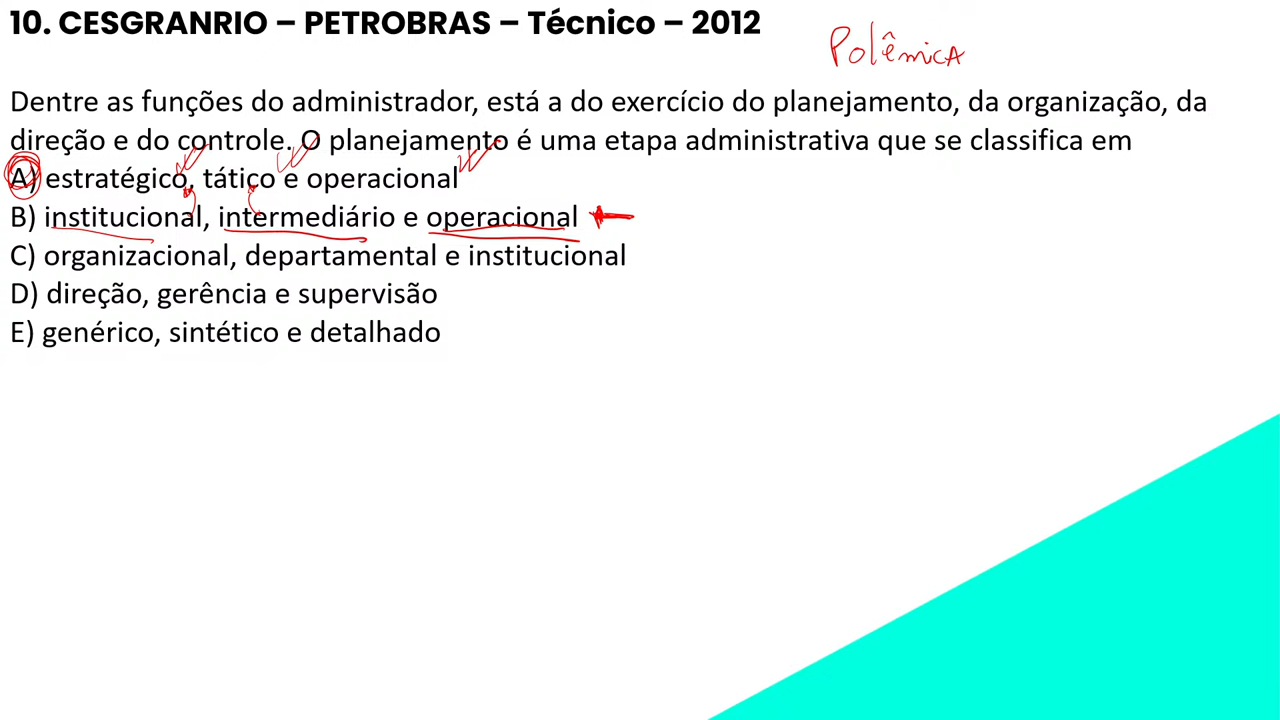 10. CESGRANRIO – PETROBRAS – Técnico – 2012
PolêmicA
Dentre as funções do administrador, está a do exercício do planejamento, da organização, da
direção e do controle. O planejamento é uma etapa administrativa que se classifica em
A) estratégico, tático e operacional
B) institucional, intermediário e operacional
C) organizacional, departamental e institucional
D) direção, gerência e supervisão
E) genérico, sintético e detalhado